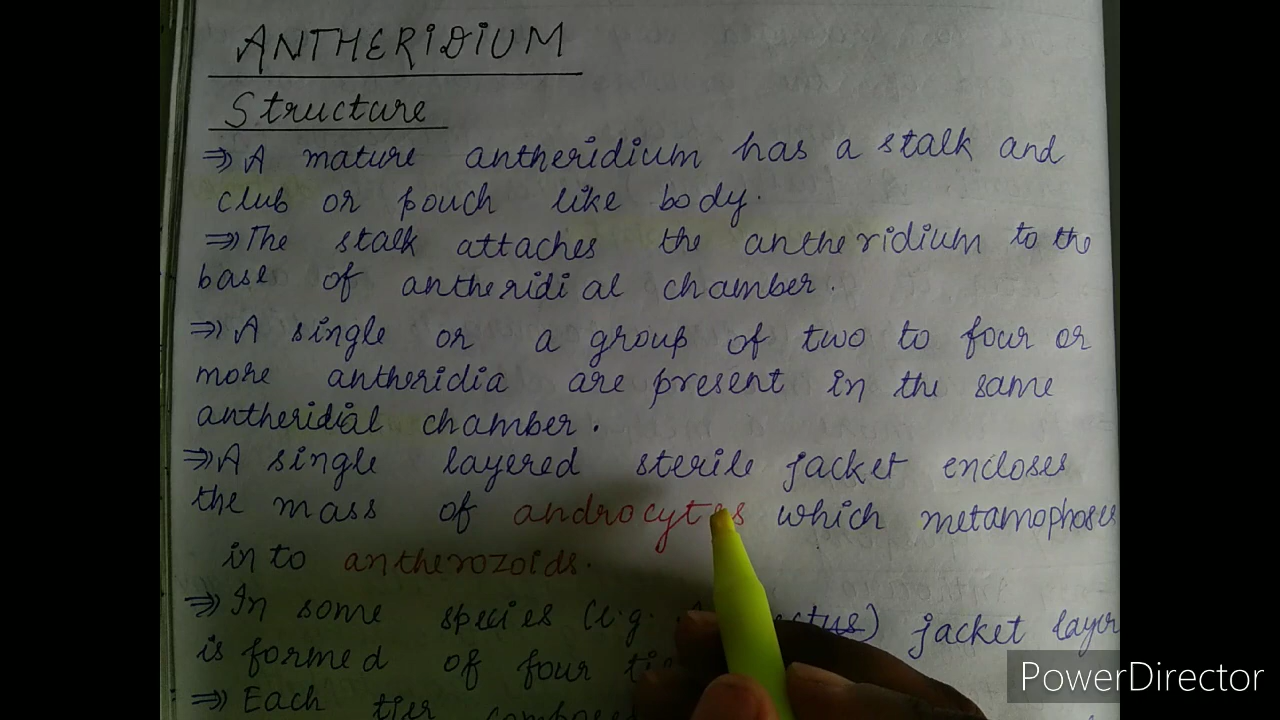 ANTHERIDIUM
Structure
⇒ A mature antheridium has a stalk and
club or pouch like body.
⇒ The stalk attaches the antheridium to the
base of antheridial chamber.
⇒ A single or a group of two to four or
more antheridia are present in the same
antheridial chamber.
⇒ A single layered sterile jacket encloses
the mass of androcytes which metamophoses
in to antherozoids.
⇒ In some species (e.g. jacket layer
is formed of four
⇒ Each tier
PowerDirector